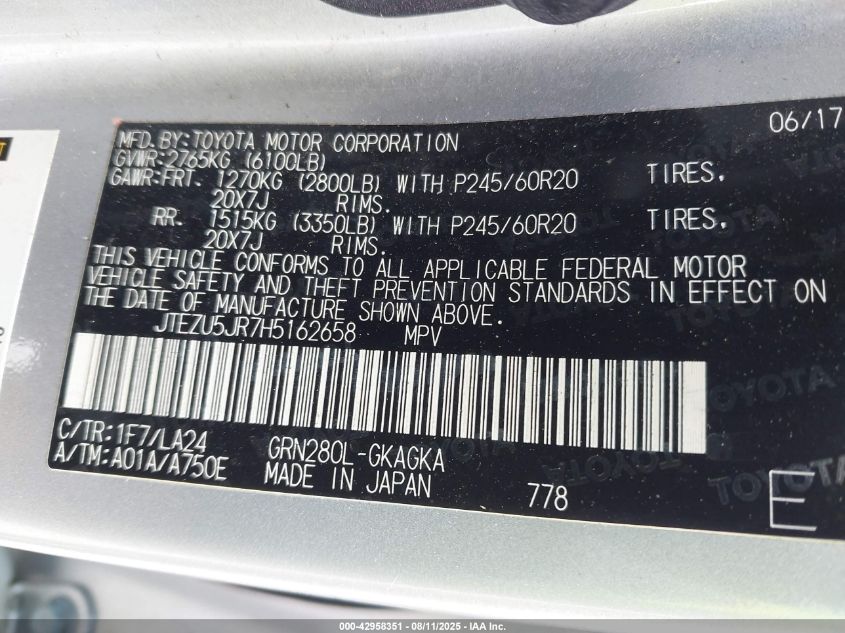 06/17
MFD. BY: TOYOTA MOTOR CORPORATION
GVWR: 2765KG (6100LB)
GAWR: FRT. 1270KG (2800LB) WITH P245/60R20 TIRES,
20X7J RIMS.
RR. 1515KG (3350LB) WITH P245/60R20 TIRES,
20X7J RIMS.
THIS VEHICLE CONFORMS TO ALL APPLICABLE FEDERAL MOTOR
VEHICLE SAFETY AND THEFT PREVENTION STANDARDS IN EFFECT ON
THE DATE OF MANUFACTURE SHOWN ABOVE.
JTEZU5JR7H5162658 MPV
C/TR: 1F7/LA24 GRN280L-GKAGKA
A/TM: A01A/A750E MADE IN JAPAN 778 E
TOYOTA
TOYOTA
000-42958351 - 08/11/2025 - IAA Inc.